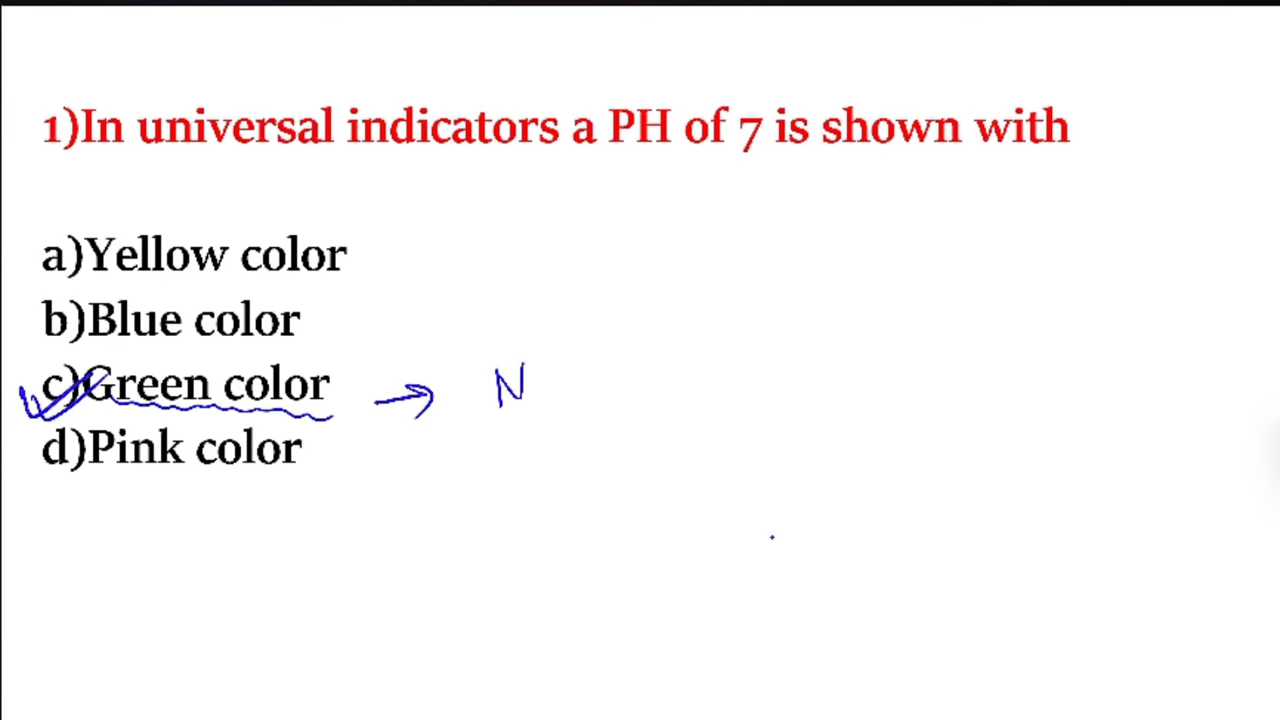 1)In universal indicators a PH of 7 is shown with
a)Yellow color
b)Blue color
c)Green color → N
d)Pink color